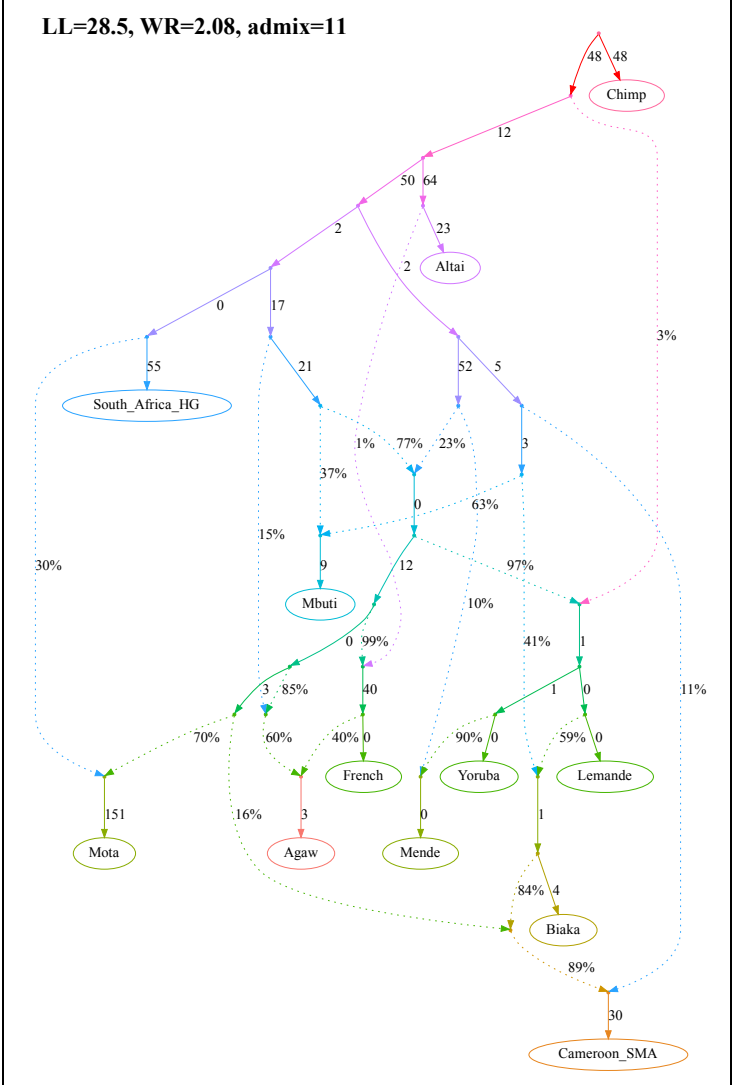 LL=28.5, WR=2.08, admix=11
48 48
Chimp
12
50 64
2 23
2 Altai
0 17
3%
55 21 52 5
South_Africa_HG
1% 77% 23% 3
37%
0 63%
15%
30% 9 12 97%
Mbuti 10%
0 99% 41% 1
3 85% 40 1 0 11%
70% 60% 40% 0 90% 0 59% 0
French Yoruba Lemande
151 16% 3 0 1
Mota Agaw Mende
84% 4
Biaka
89%
30
Cameroon_SMA